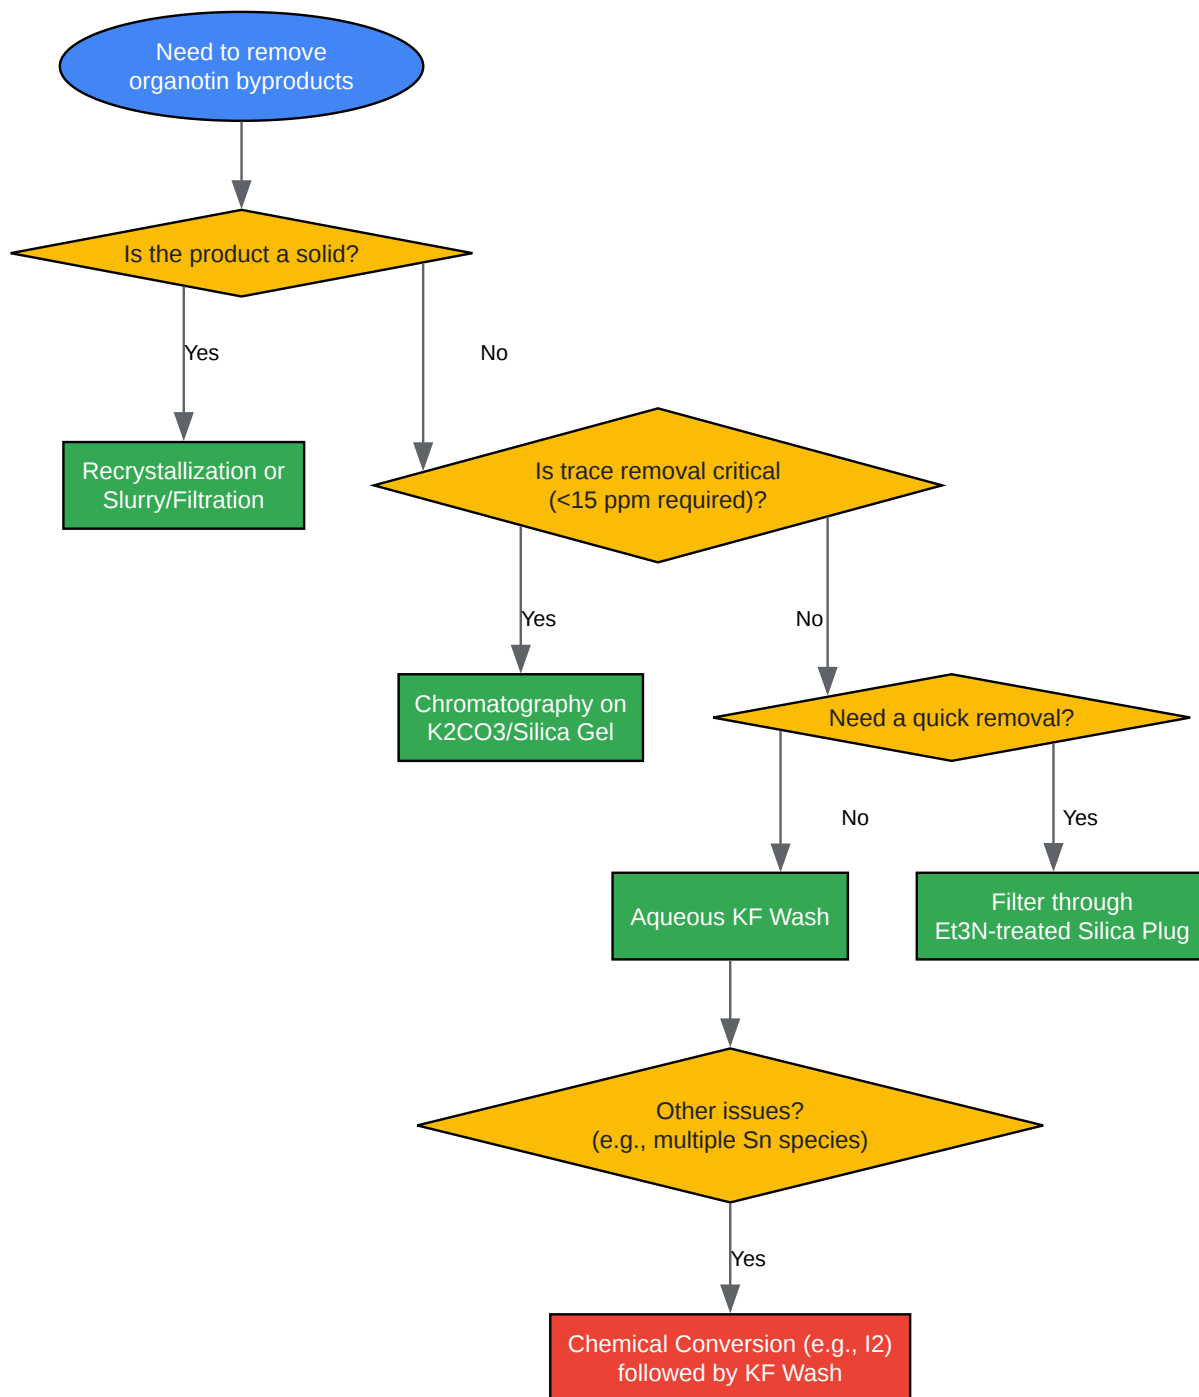 Need to remove
organotin byproducts
Is the product a solid?
Yes
No
Recrystallization or
Slurry/Filtration
Is trace removal critical
(<15 ppm required)?
Yes
No
Chromatography on
K2CO3/Silica Gel
Need a quick removal?
No
Yes
Aqueous KF Wash
Filter through
Et3N-treated Silica Plug
Other issues?
(e.g., multiple Sn species)
Yes
Chemical Conversion (e.g., I2)
followed by KF Wash